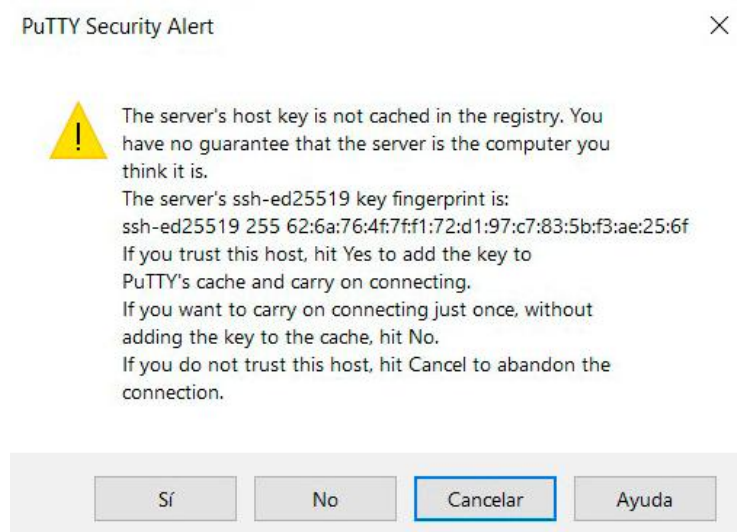 PuTTY Security Alert
The server's host key is not cached in the registry. You
have no guarantee that the server is the computer you
think it is.
The server's ssh-ed25519 key fingerprint is:
ssh-ed25519 255 62:6a:76:4f:7f:f1:72:d1:97:c7:83:5b:f3:ae:25:6f
If you trust this host, hit Yes to add the key to
PuTTY's cache and carry on connecting.
If you want to carry on connecting just once, without
adding the key to the cache, hit No.
If you do not trust this host, hit Cancel to abandon the
connection.
Sí No Cancelar Ayuda